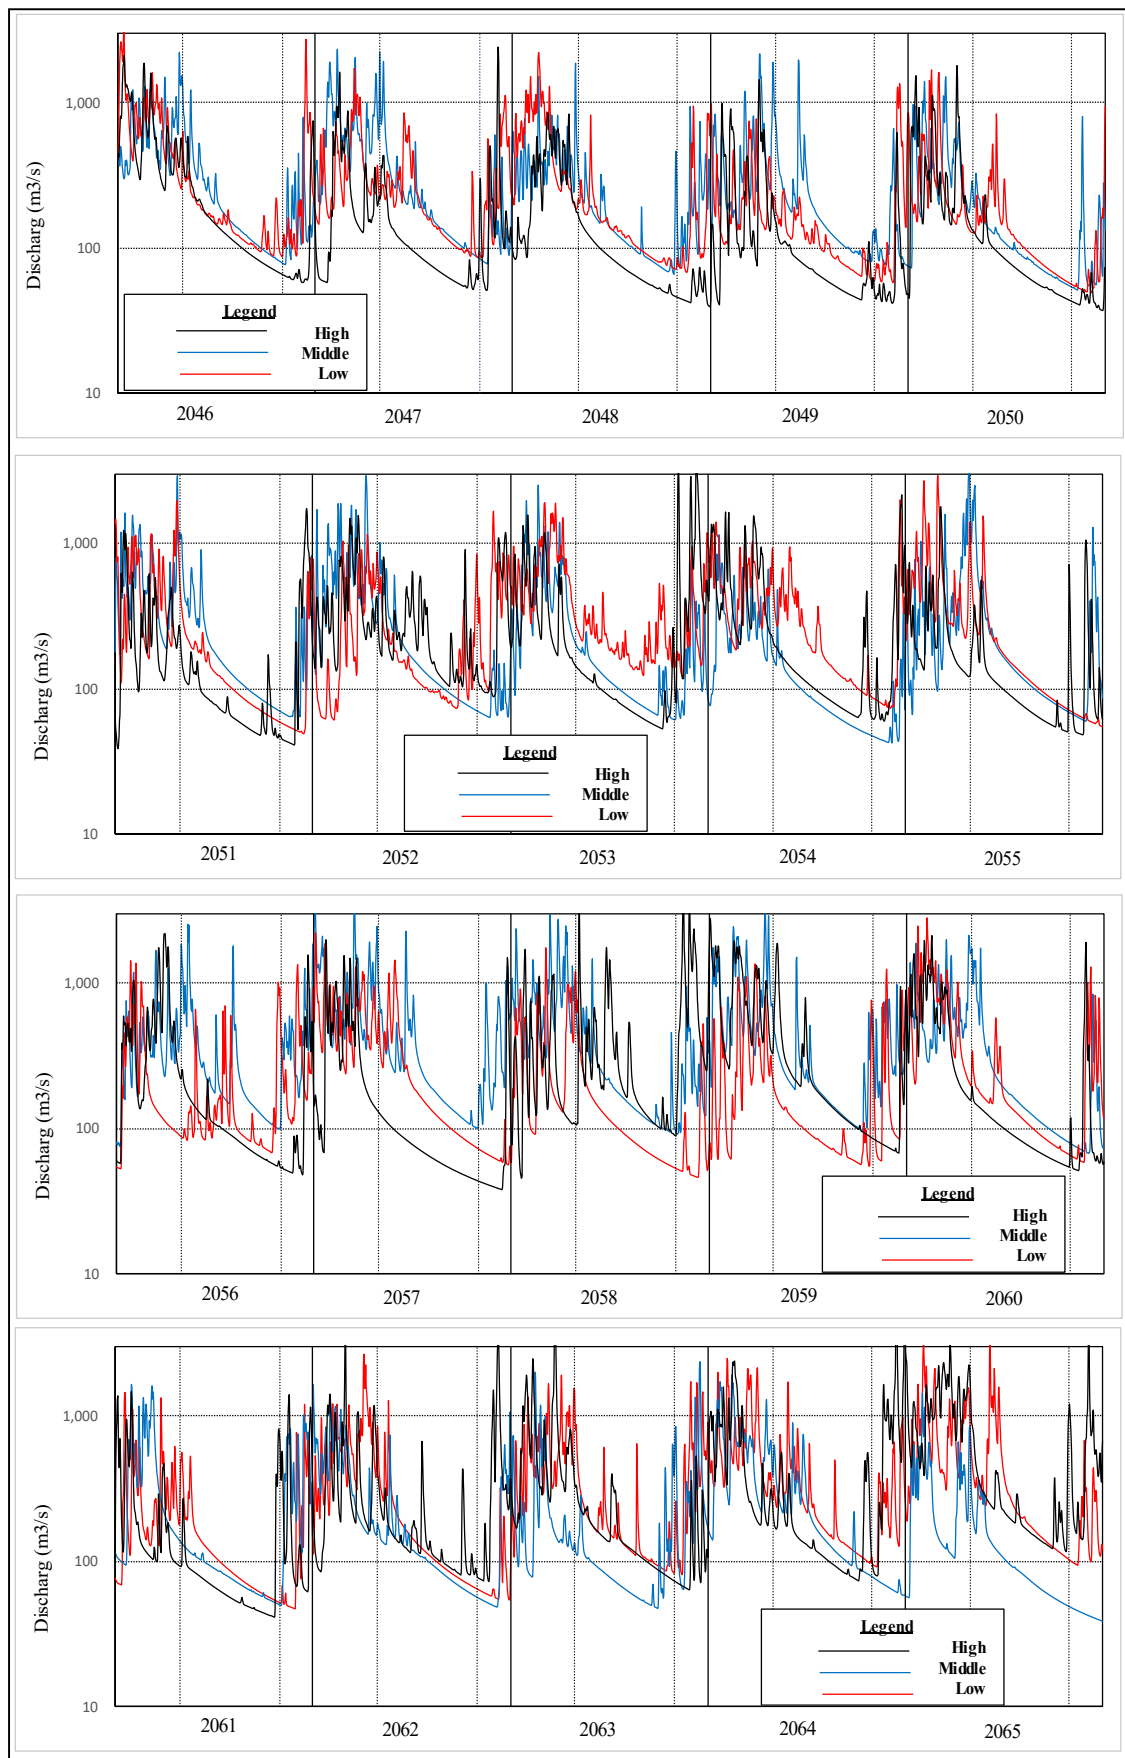 1,000
Discharg (m3/s)
100
Legend
High
Middle
Low
10
2046 2047 2048 2049 2050
1,000
Discharg (m3/s)
100
Legend
High
Middle
Low
10
2051 2052 2053 2054 2055
1,000
Discharg (m3/s)
100
Legend
High
Middle
Low
10
2056 2057 2058 2059 2060
1,000
Discharg (m3/s)
100
Legend
High
Middle
Low
10
2061 2062 2063 2064 2065